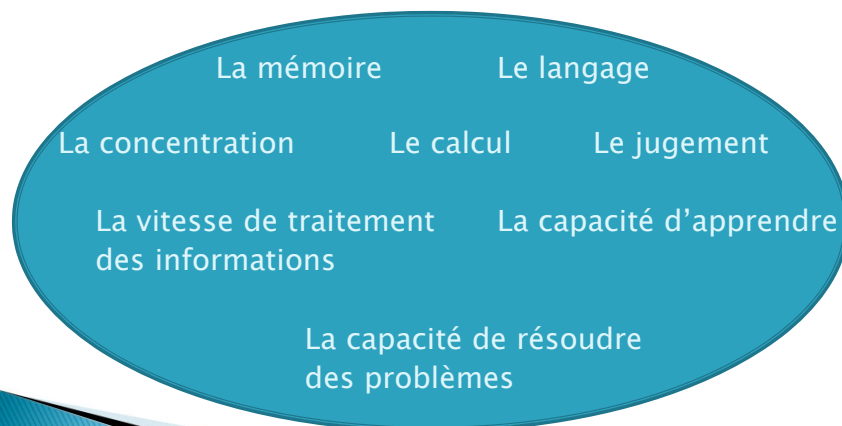 La mémoire Le langage
La concentration Le calcul Le jugement
La vitesse de traitement
des informations
La capacité d’apprendre
La capacité de résoudre
des problèmes